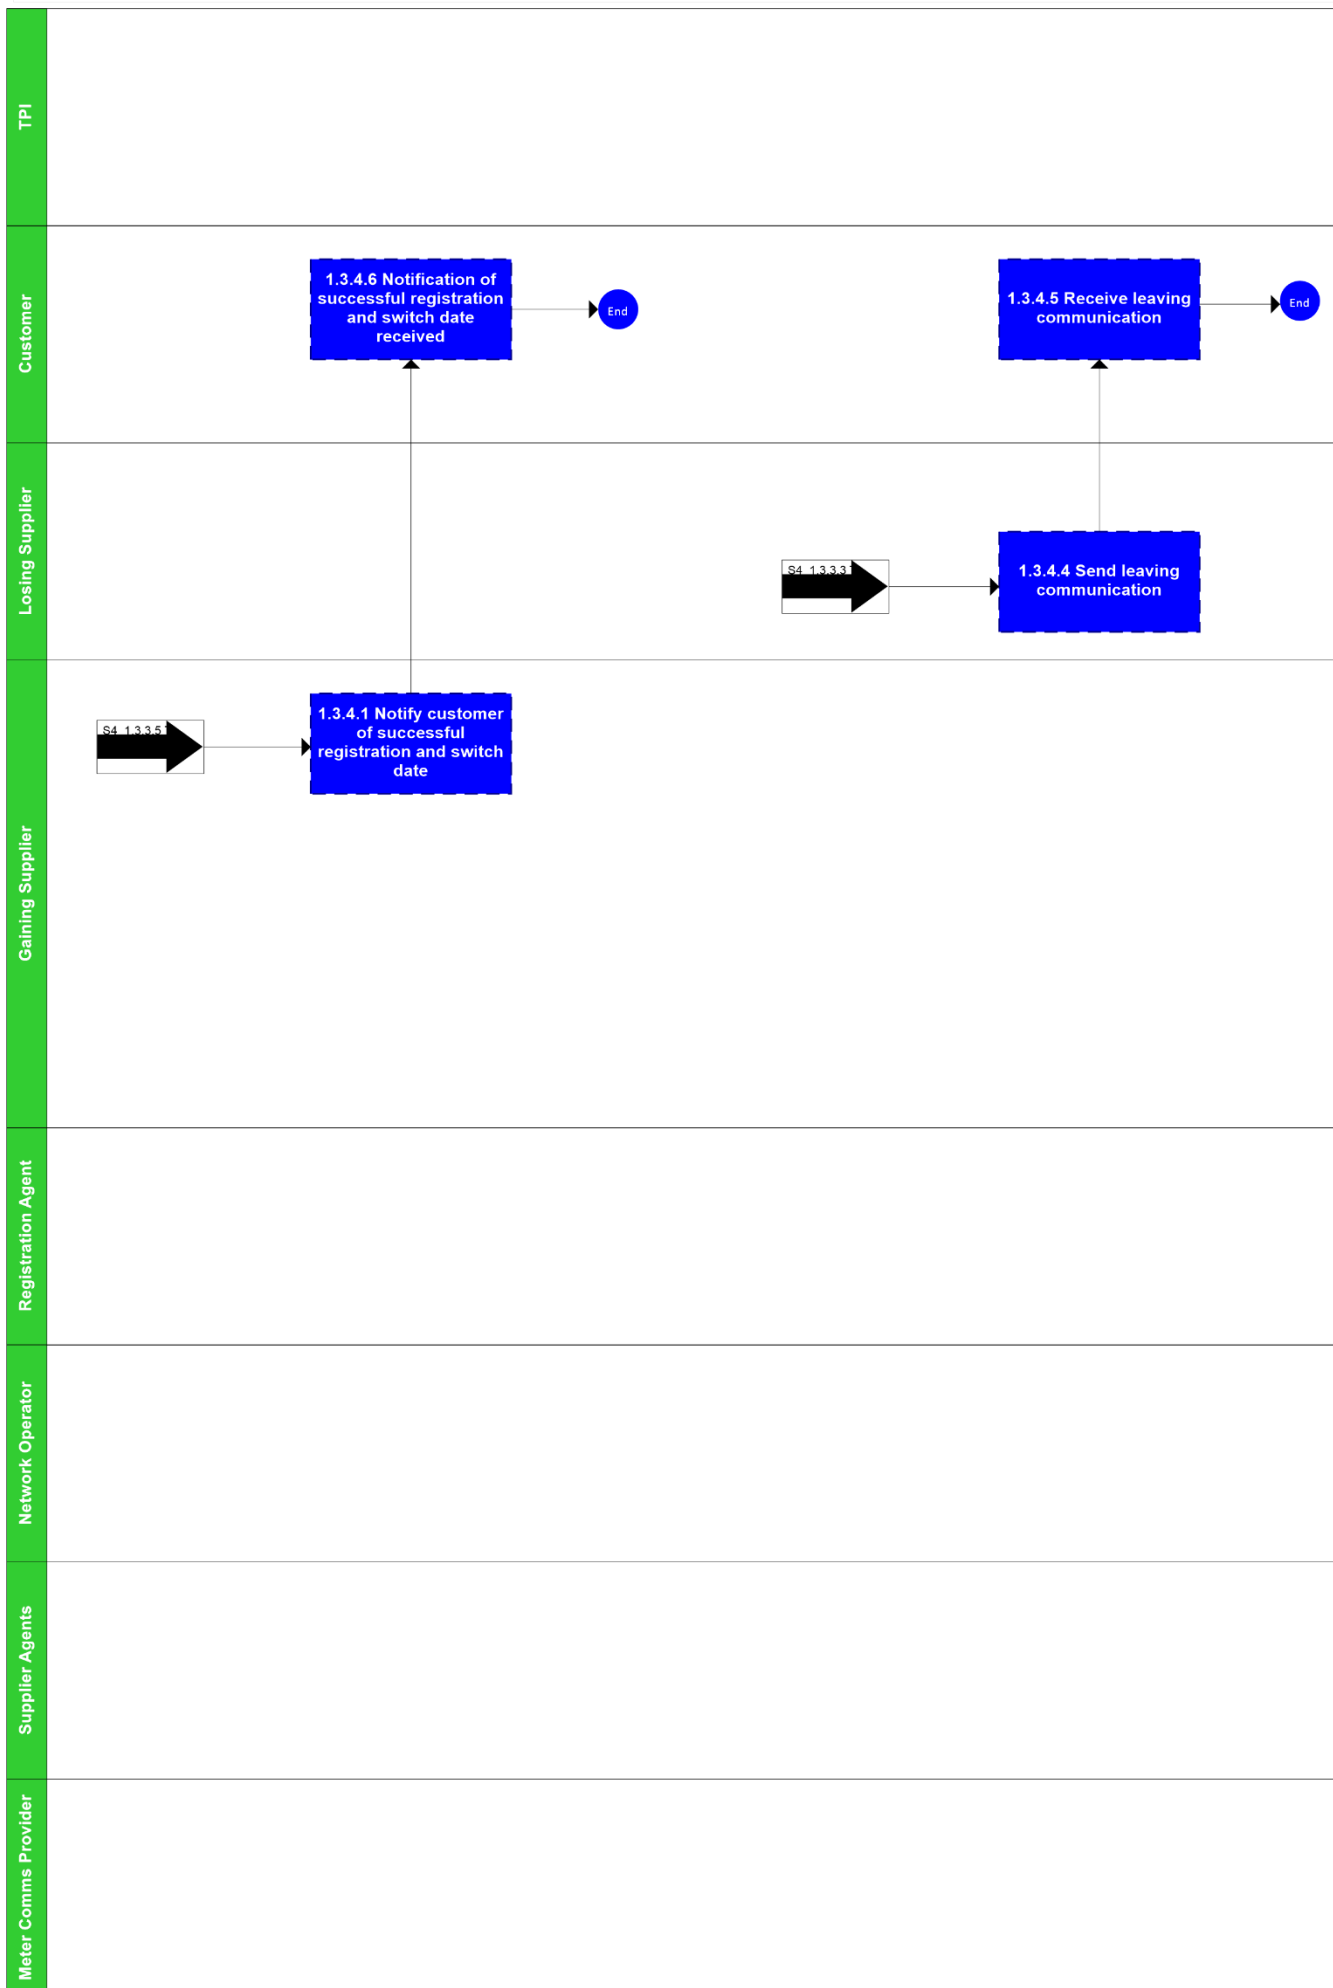 TPI
Customer
1.3.4.6 Notification of
successful registration
and switch date
received
End
1.3.4.5 Receive leaving
communication
End
Losing Supplier
S4 1.3.3.3
1.3.4.4 Send leaving
communication
Gaining Supplier
S4 1.3.3.5
1.3.4.1 Notify customer
of successful
registration and switch
date
Registration Agent
Network Operator
Supplier Agents
Meter Comms Provider